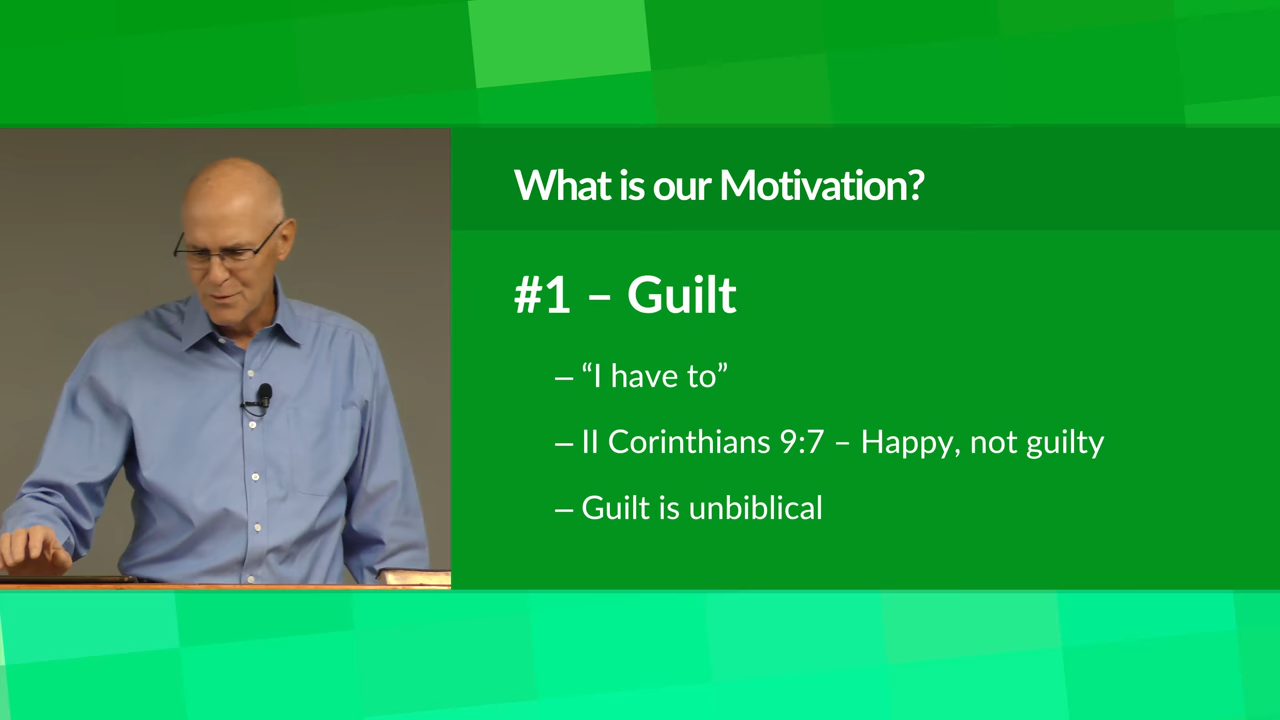 What is our Motivation?
#1 – Guilt
– “I have to”
– II Corinthians 9:7 – Happy, not guilty
– Guilt is unbiblical